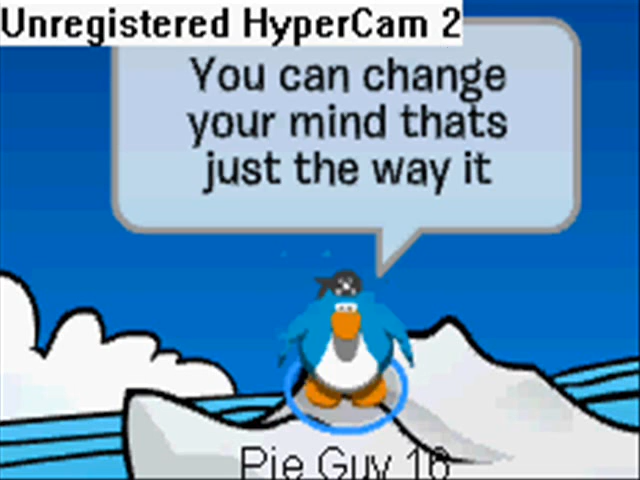 Unregistered HyperCam 2
You can change
your mind thats
just the way it
Pie Guy 16